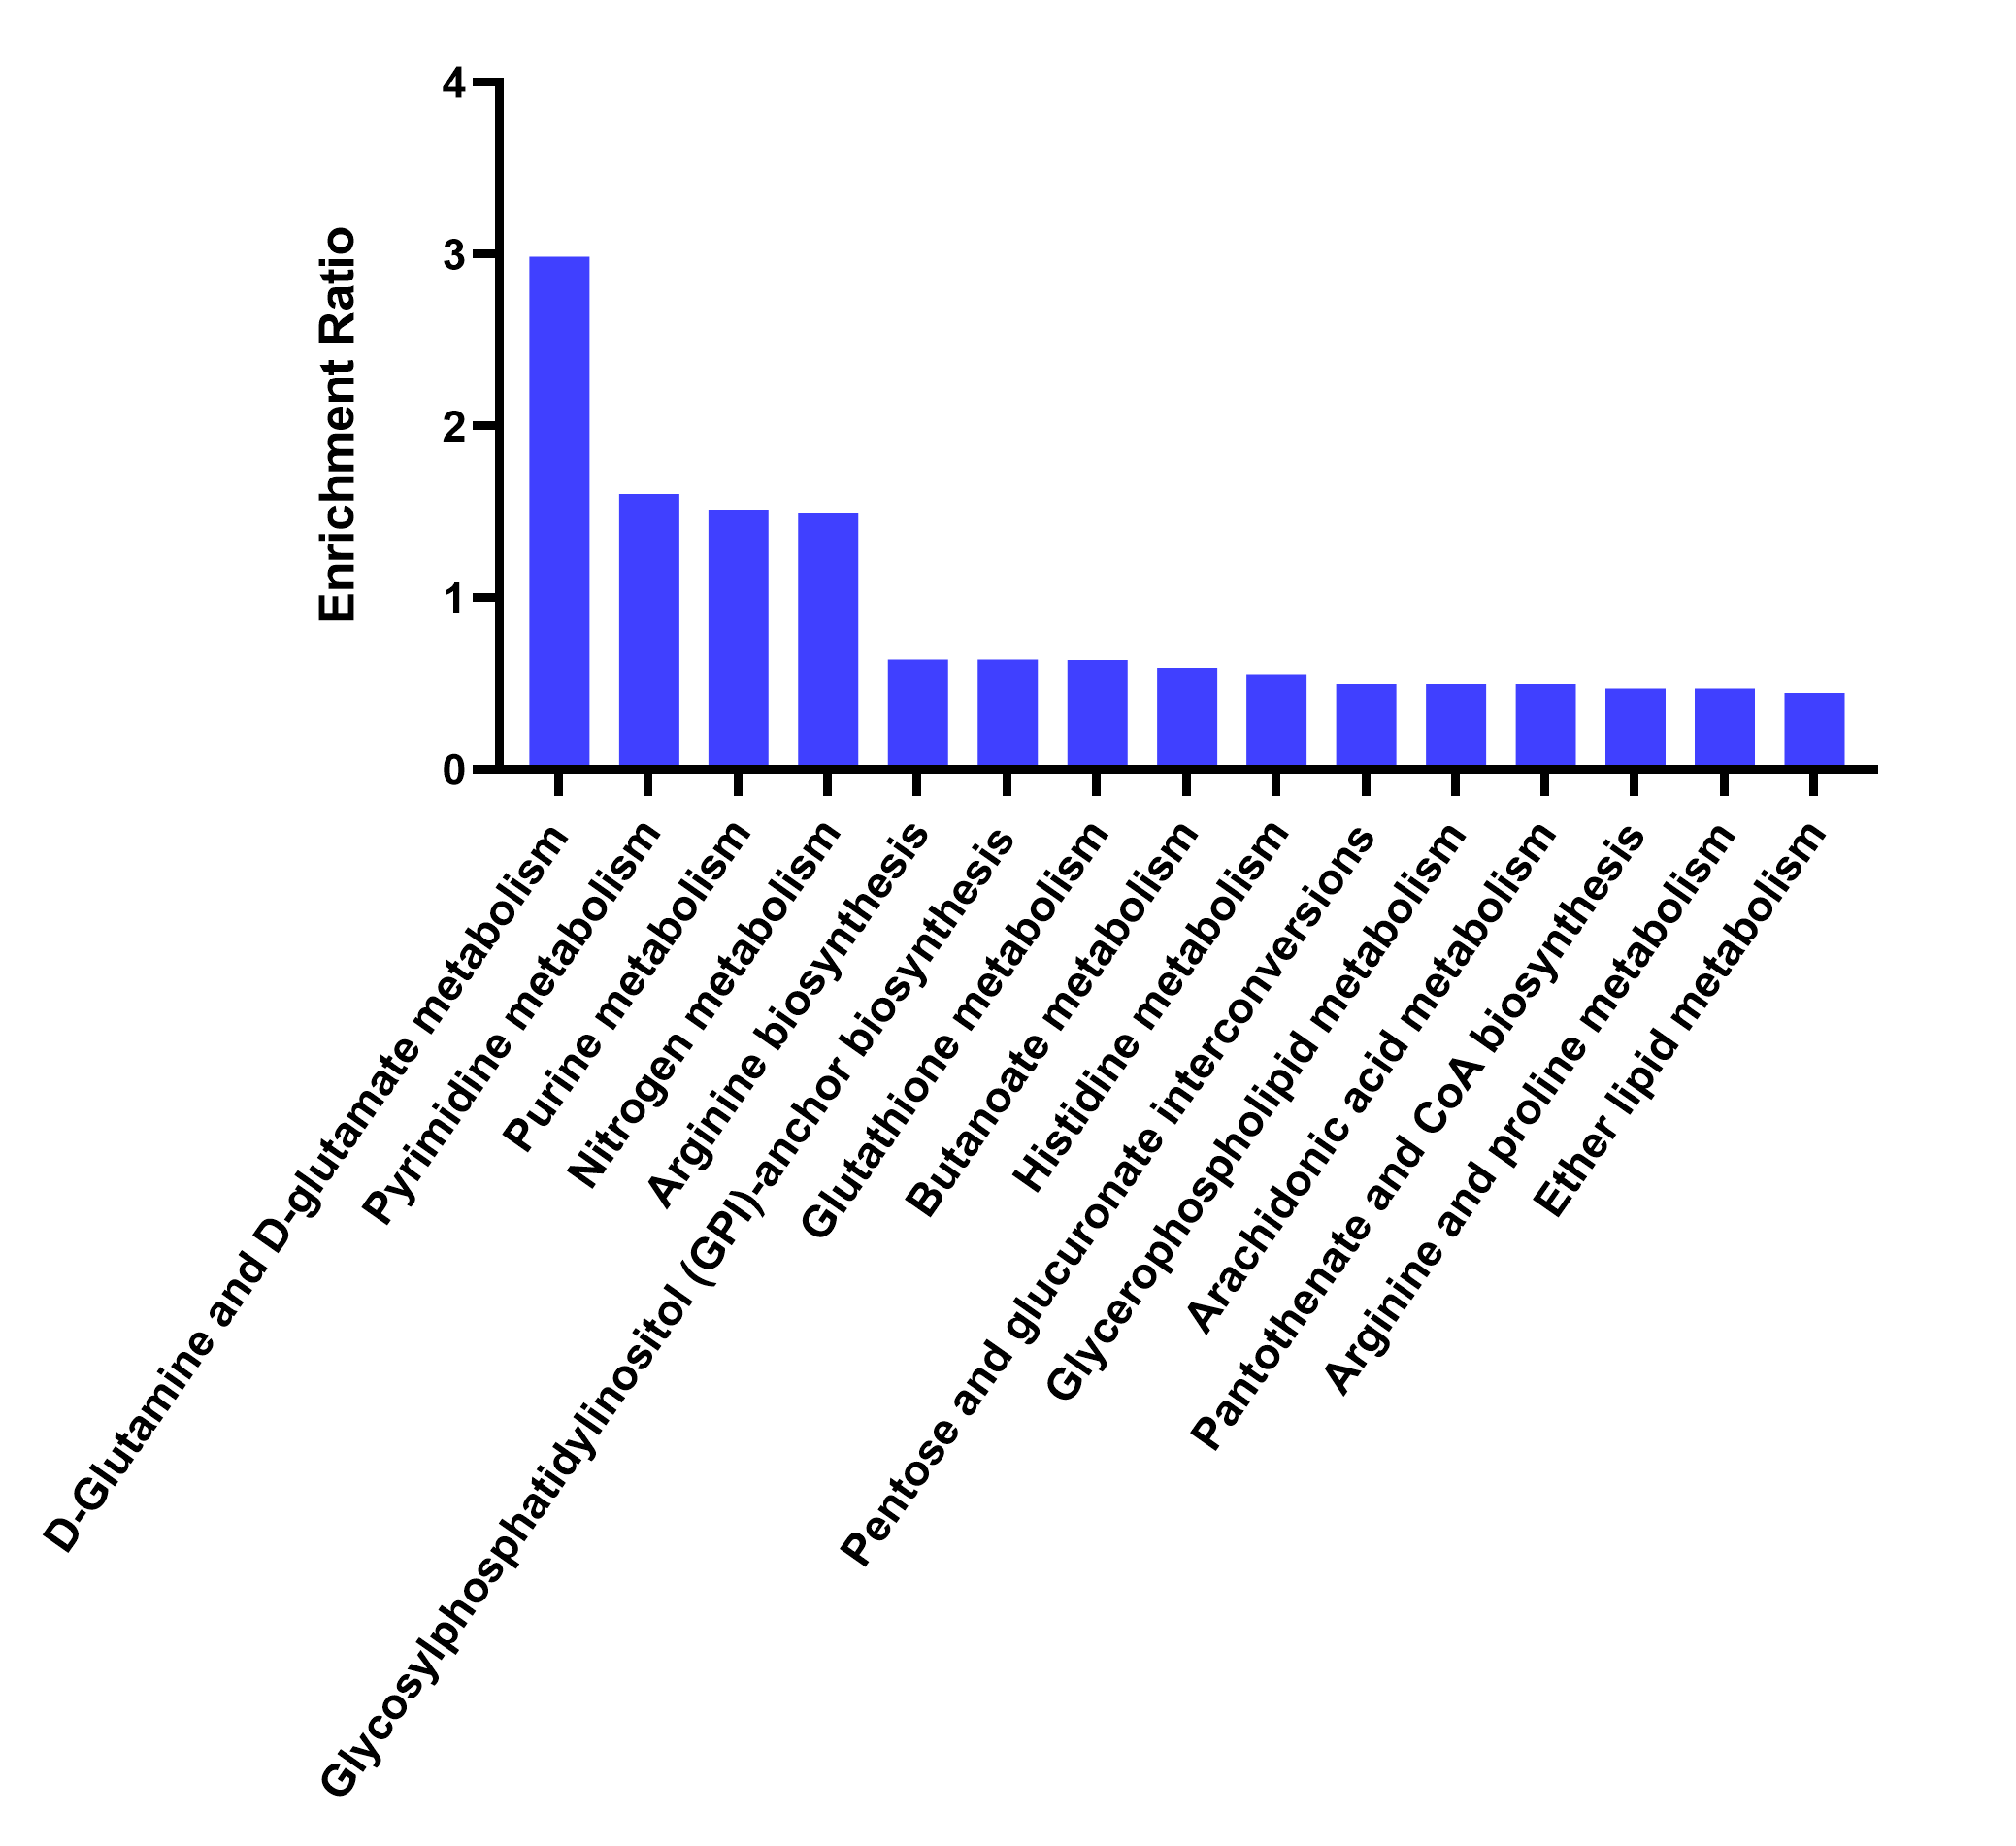 Enrichment Ratio
4
3
2
1
0
D-Glutamine and D-glutamate metabolism
Pyrimidine metabolism
Purine metabolism
Nitrogen metabolism
Arginine biosynthesis
Glycosylphosphatidylinositol (GPI)-anchor biosynthesis
Glutathione metabolism
Butanoate metabolism
Histidine metabolism
Pentose and glucuronate interconversions
Glycerophospholipid metabolism
Arachidonic acid metabolism
Pantothenate and CoA biosynthesis
Arginine and proline metabolism
Ether lipid metabolism